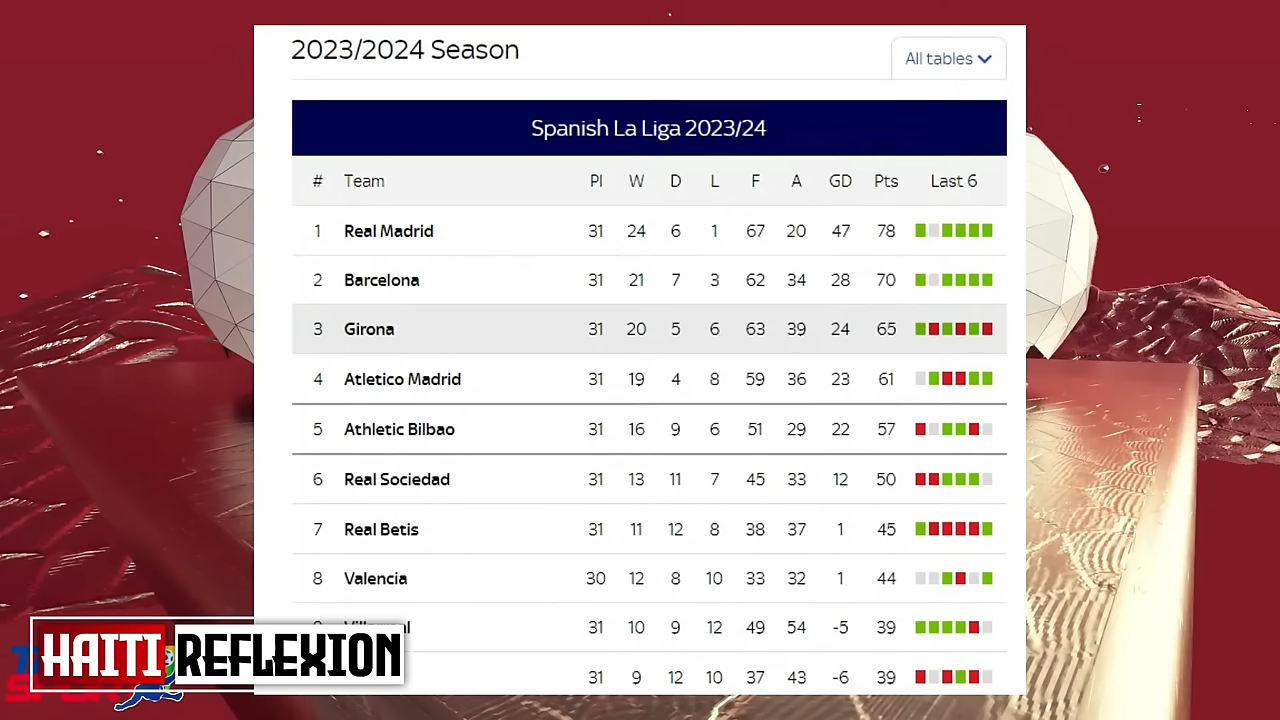 2023/2024 Season
All tables
Spanish La Liga 2023/24
# Team Pl W D L F A GD Pts Last 6
1 Real Madrid 31 24 6 1 67 20 47 78
2 Barcelona 31 21 7 3 62 34 28 70
3 Girona 31 20 5 6 63 39 24 65
4 Atletico Madrid 31 19 4 8 59 36 23 61
5 Athletic Bilbao 31 16 9 6 51 29 22 57
6 Real Sociedad 31 13 11 7 45 33 12 50
7 Real Betis 31 11 12 8 38 37 1 45
8 Valencia 30 12 8 10 33 32 1 44
31 10 9 12 49 54 -5 39
31 9 12 10 37 43 -6 39
HAITI REFLEXION